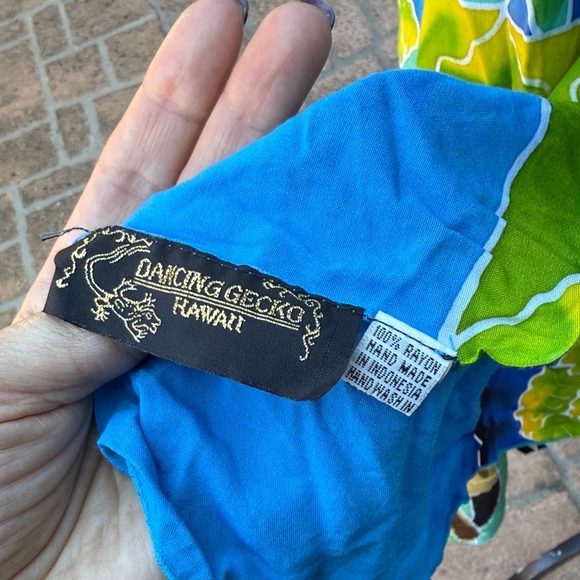 DANCING GECKO
HAWAII
100% RAYON
HAND MADE
IN INDONESIA
HAND WASH IN